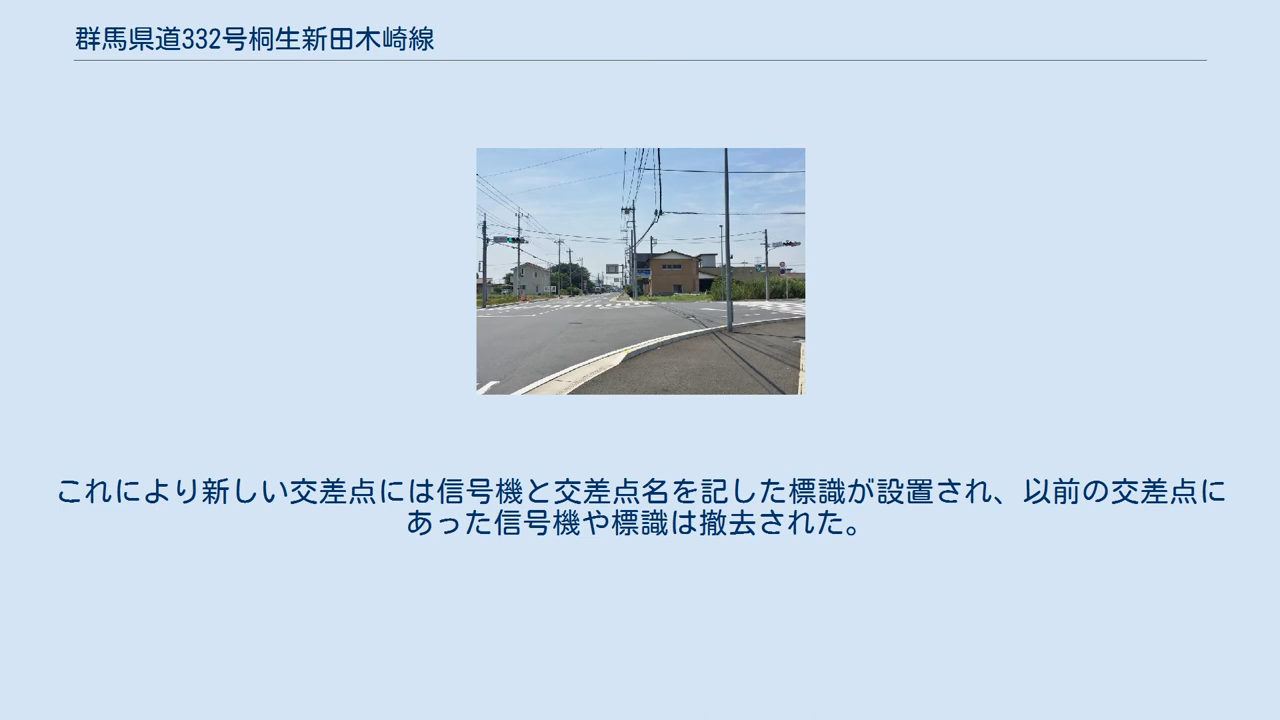 群馬県道332号桐生新田木崎線
これにより新しい交差点には信号機と交差点名を記した標識が設置され、以前の交差点に
あった信号機や標識は撤去された。